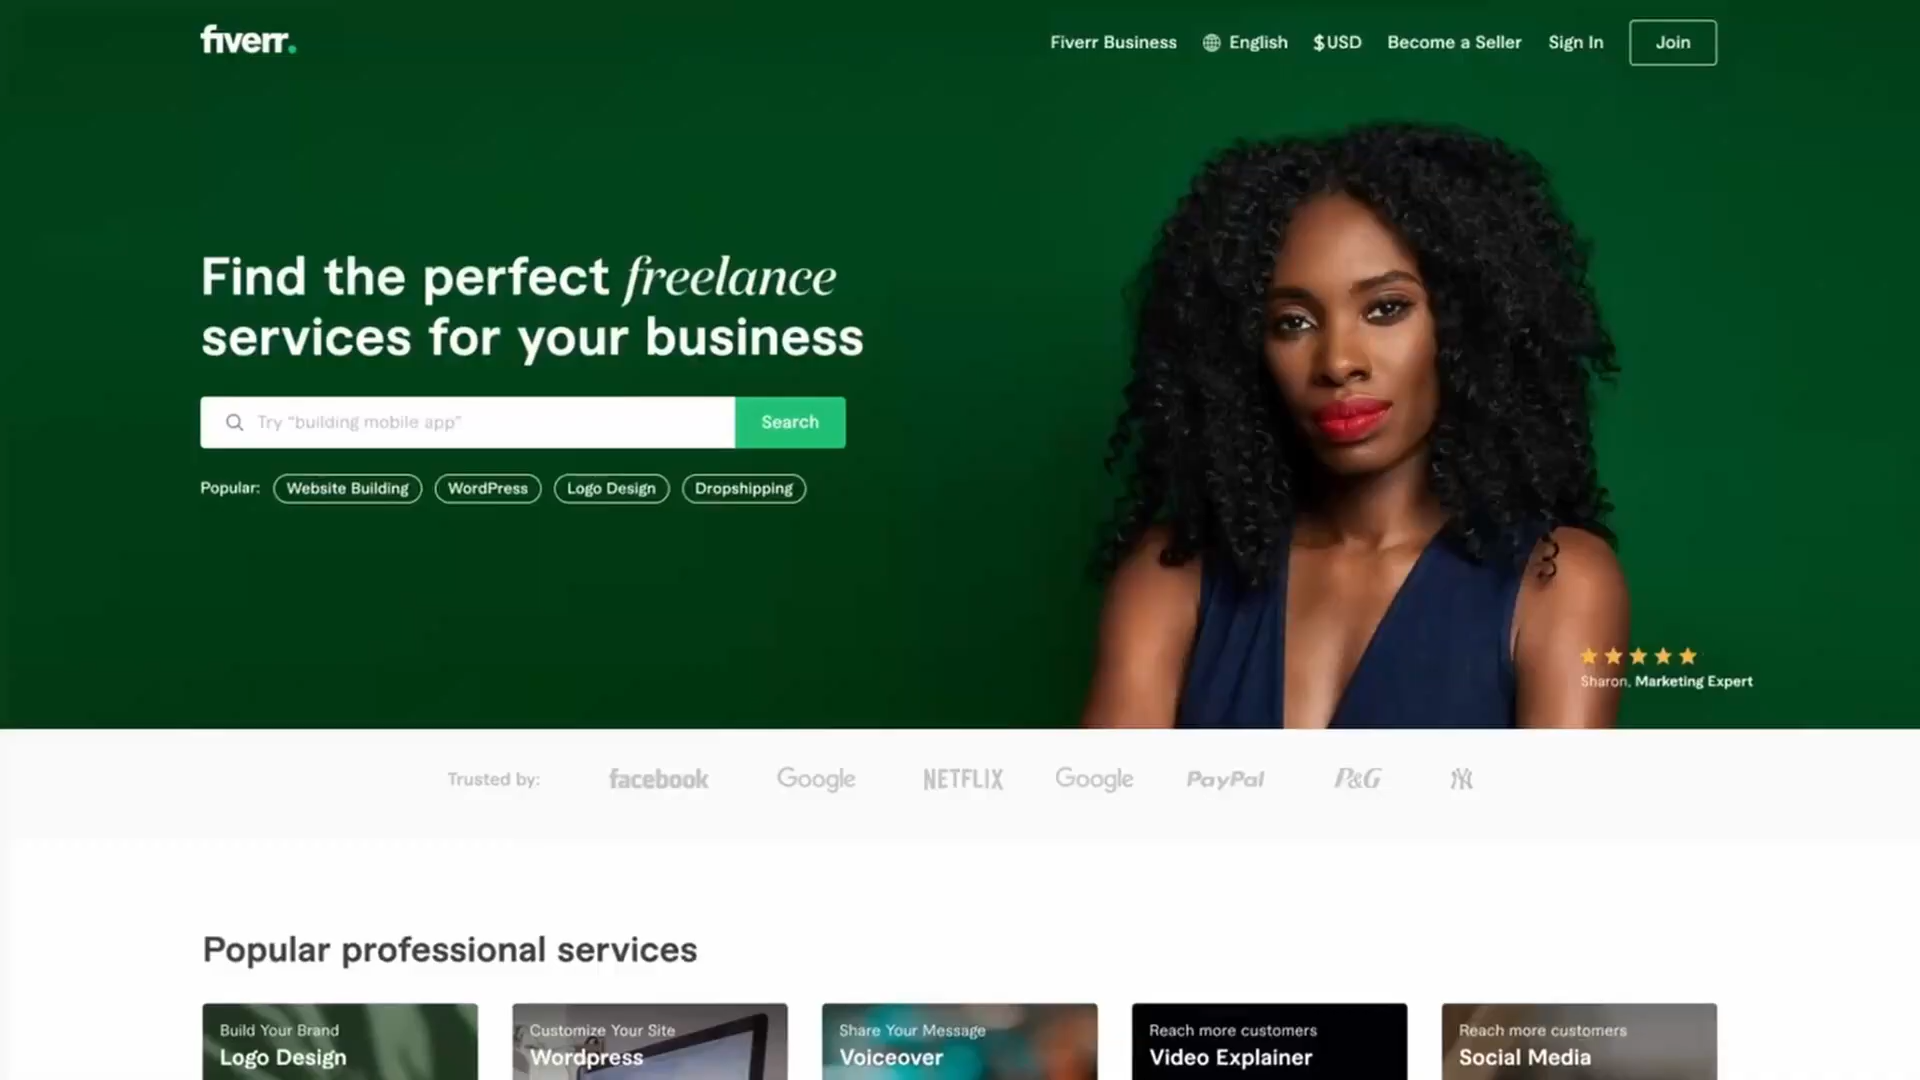 fiverr.
Fiverr Business English $USD Become a Seller Sign In Join
Find the perfect freelance
services for your business
Try “building mobile app”
Search
Popular: Website Building WordPress Logo Design Dropshipping
Sharon, Marketing Expert
Trusted by: facebook Google NETFLIX Google PayPal P&G NY
Popular professional services
Build Your Brand
Logo Design
Customize Your Site
Wordpress
Share Your Message
Voiceover
Reach more customers
Video Explainer
Reach more customers
Social Media